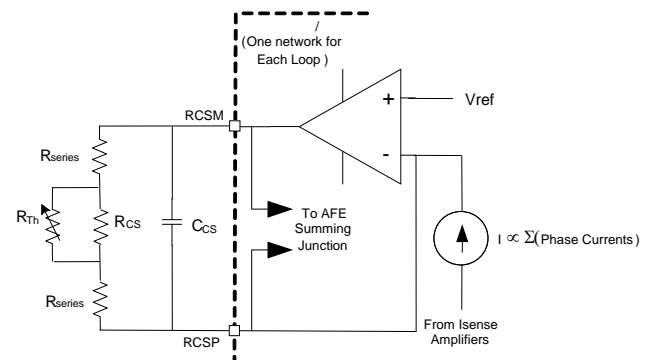 /
(One network for
Each Loop )
RCSM
+
Vref
-
Rseries
RTh
RCS
CCS
To AFE
Summing
Junction
I ∝ Σ(Phase Currents )
Rseries
From Isense
Amplifiers
RCSP